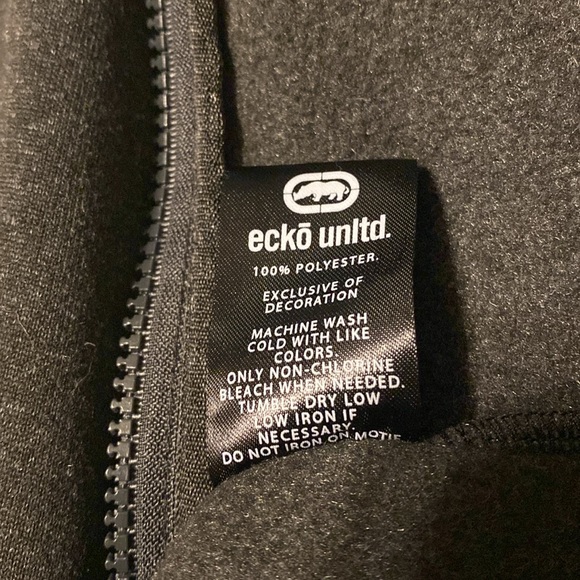 eckō unltd.
100% POLYESTER.
EXCLUSIVE OF
DECORATION
MACHINE WASH
COLD WITH LIKE
COLORS.
ONLY NON-CHLORINE
BLEACH WHEN NEEDED.
TUMBLE DRY LOW
LOW IRON IF
NECESSARY.
DO NOT IRON ON MOTIF